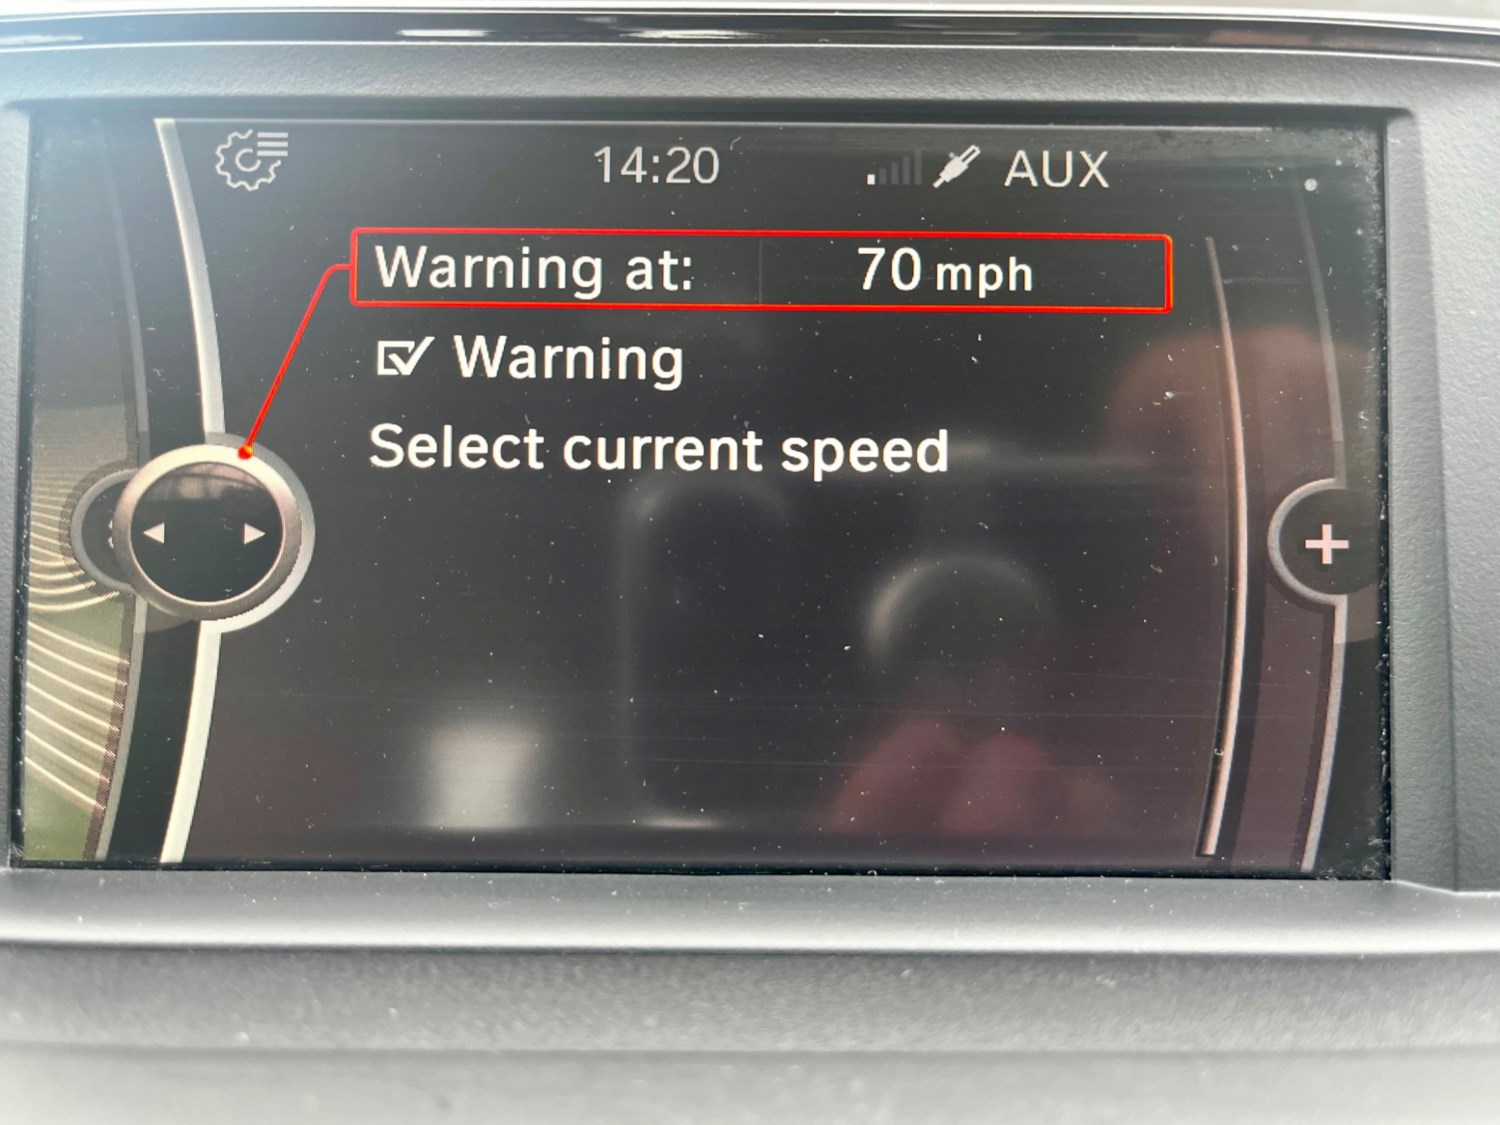 14:20 AUX
Warning at: 70 mph
Warning
Select current speed